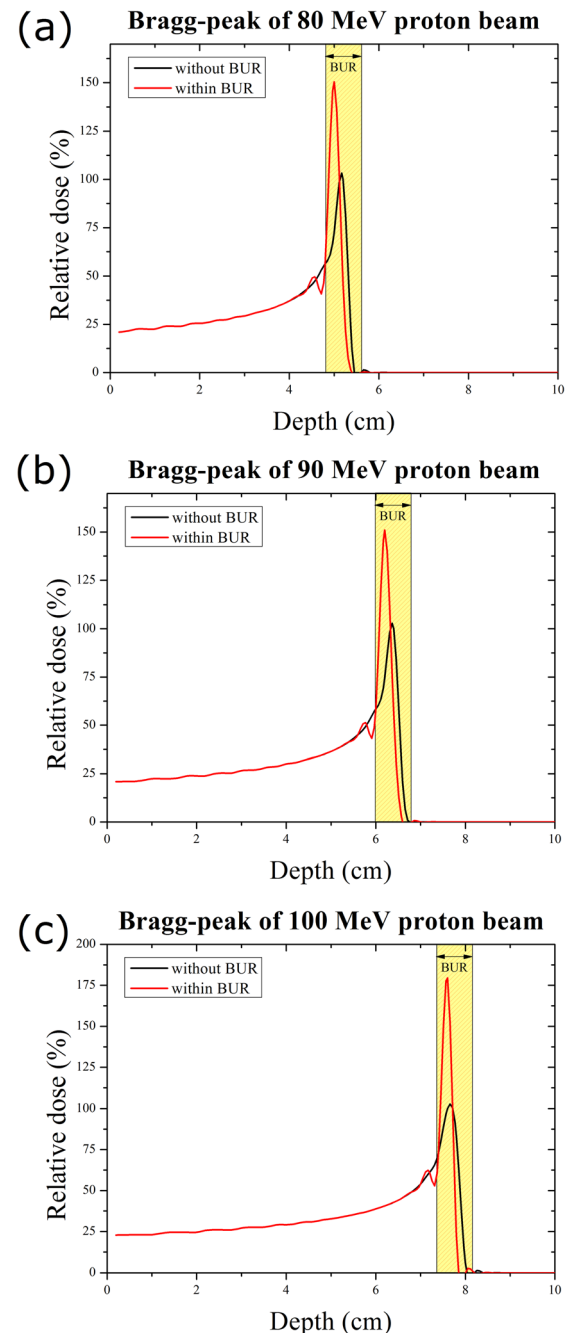 (a) Bragg-peak of 80 MeV proton beam
Relative dose (%)
150
125
100
75
50
25
0
without BUR
within BUR
BUR
0 2 4 6 8 10
Depth (cm)
(b) Bragg-peak of 90 MeV proton beam
Relative dose (%)
150
125
100
75
50
25
0
without BUR
within BUR
BUR
0 2 4 6 8 10
Depth (cm)
(c) Bragg-peak of 100 MeV proton beam
Relative dose (%)
200
175
150
125
100
75
50
25
0
without BUR
within BUR
BUR
0 2 4 6 8 10
Depth (cm)